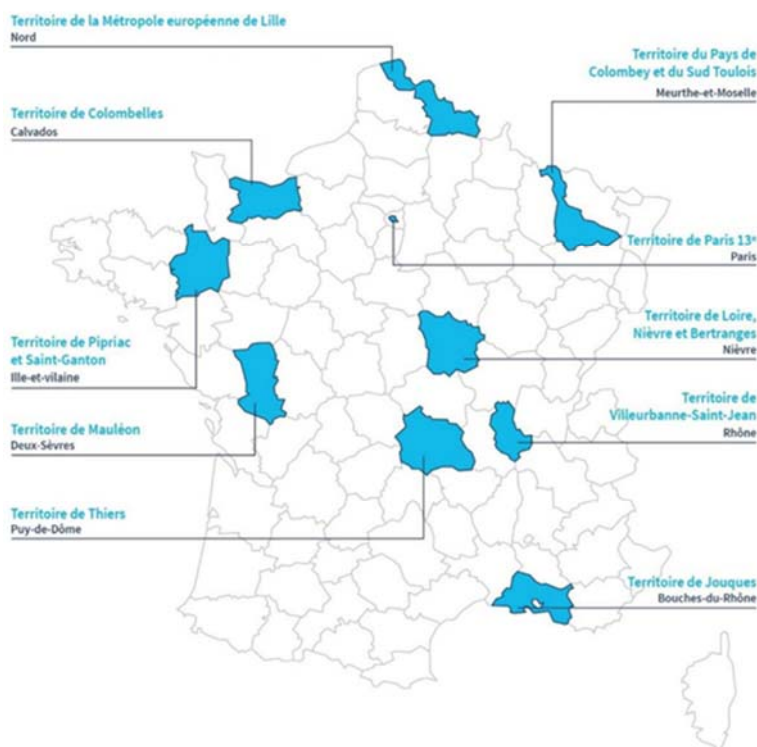 Territoire de la Métropole européenne de Lille
Nord
Territoire du Pays de
Colombey et du Sud Toulois
Meurthe-et-Moselle
Territoire de Colombelles
Calvados
Territoire de Paris 13e
Paris
Territoire de Loire,
Nièvre et Bertranges
Nièvre
Territoire de Pipriac
et Saint-Ganton
Ille-et-vilaine
Territoire de
Villeurbanne-Saint-Jean
Rhône
Territoire de Mauléon
Deux-Sèvres
Territoire de Thiers
Puy-de-Dôme
Territoire de Jouques
Bouches-du-Rhône